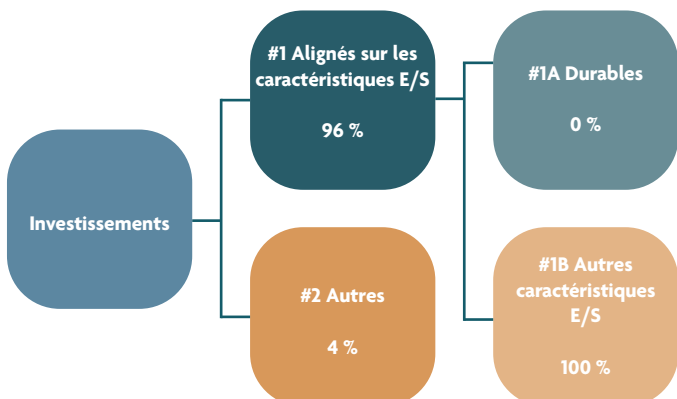 #1 Alignés sur les
caractéristiques E/S
96 %
#1A Durables
0 %
Investissements
#2 Autres
4 %
#1B Autres
caractéristiques
E/S
100 %